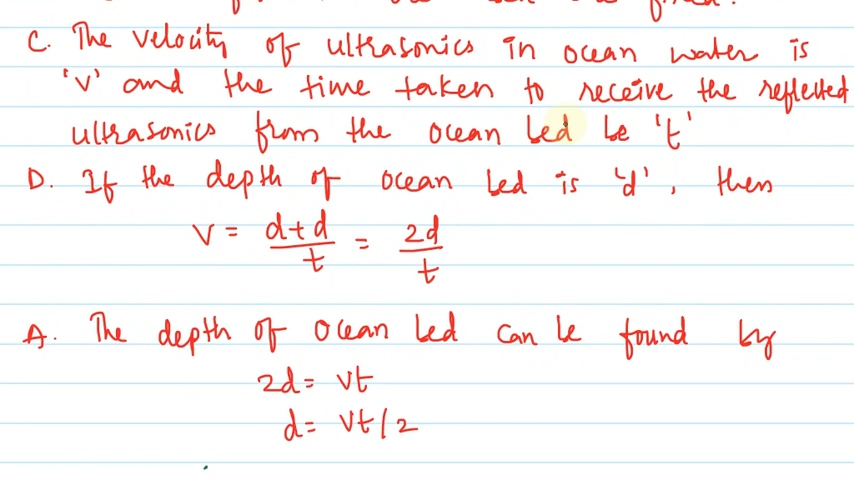 C. The velocity of ultrasonics in ocean water is
'v' and the time taken to receive the reflected
ultrasonics from the ocean bed be 't'
D. If the depth of ocean bed is 'd', then
V = d+d/t = 2d/t
A. The depth of ocean bed can be found by
2d = vt
d = vt/2